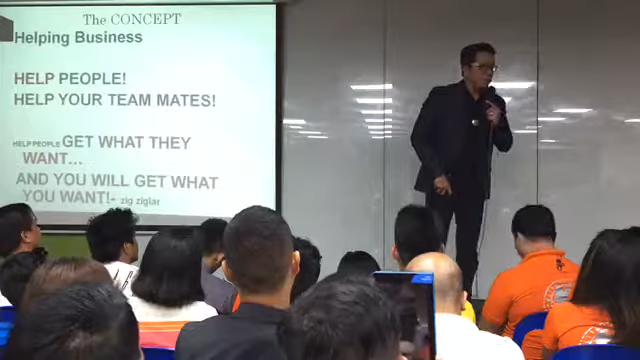 The CONCEPT
Helping Business
HELP PEOPLE!
HELP YOUR TEAM MATES!
HELP PEOPLE GET WHAT THEY
WANT...
AND YOU WILL GET WHAT
YOU WANT!" zig ziglar